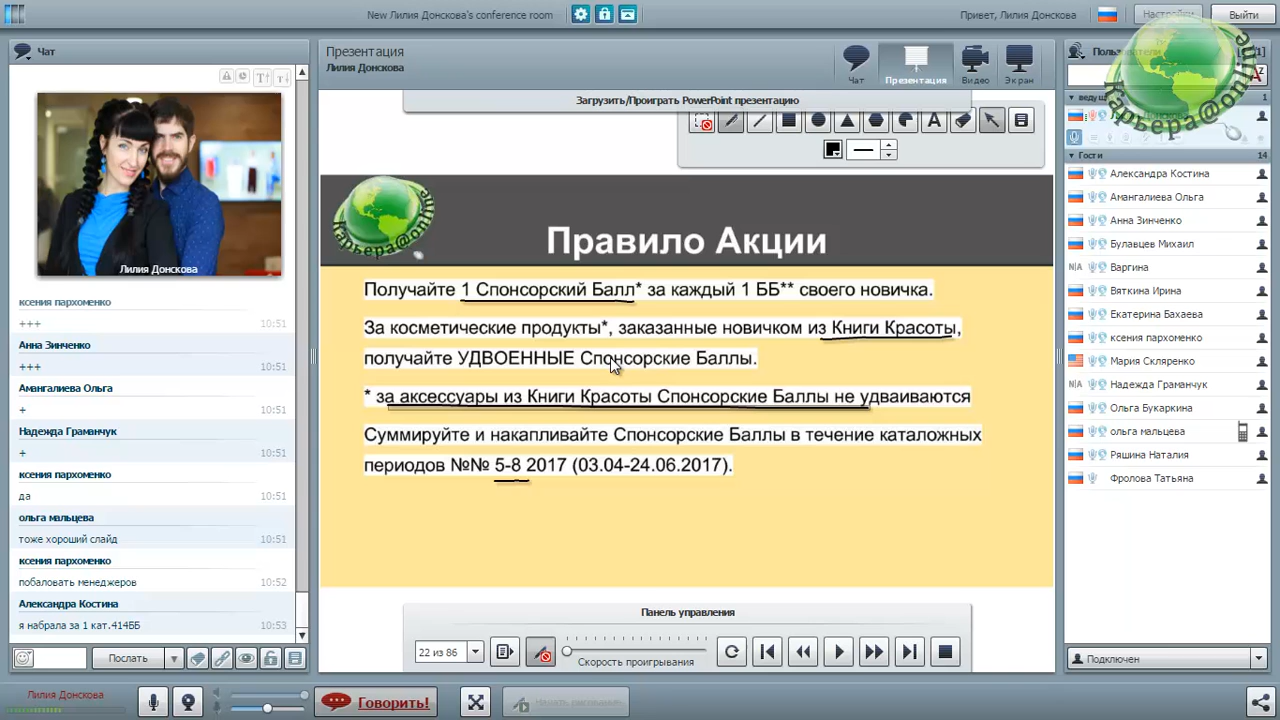 New Лилия Донскова's conference room
Привет, Лилия Донскова
Настройки
Выйти
Чат
Лилия Донскова
ксения пархоменко
+++
10:51
Анна Зинченко
+++
10:51
Амангалиева Ольга
+
10:51
Надежда Граманчук
+
10:51
ксения пархоменко
да
10:51
ольга мальцева
тоже хороший слайд
10:51
ксения пархоменко
побаловать менеджеров
10:52
Александра Костина
я набрала за 1 кат.414ББ
10:53
Послать
Презентация
Лилия Донскова
Чат
Презентация
Видео
Экран
Загрузить/Проиграть PowerPoint презентацию
Карьера@online
Правило Акции
Получайте 1 Спонсорский Балл* за каждый 1 ББ** своего новичка.
За косметические продукты*, заказанные новичком из Книги Красоты,
получайте УДВОЕННЫЕ Спонсорские Баллы.
* за аксессуары из Книги Красоты Спонсорские Баллы не удваиваются
Суммируйте и накапливайте Спонсорские Баллы в течение каталожных
периодов №№ 5-8 2017 (03.04-24.06.2017).
Панель управления
22 из 86
Скорость проигрывания
Карьера@online
Гости
14
Александра Костина
Амангалиева Ольга
Анна Зинченко
Булавцев Михаил
N/A Варгина
Вяткина Ирина
Екатерина Бахаева
ксения пархоменко
Мария Скляренко
N/A Надежда Граманчук
Ольга Букаркина
ольга мальцева
Ряшина Наталия
Фролова Татьяна
Подключен
Лилия Донскова
Говорить!